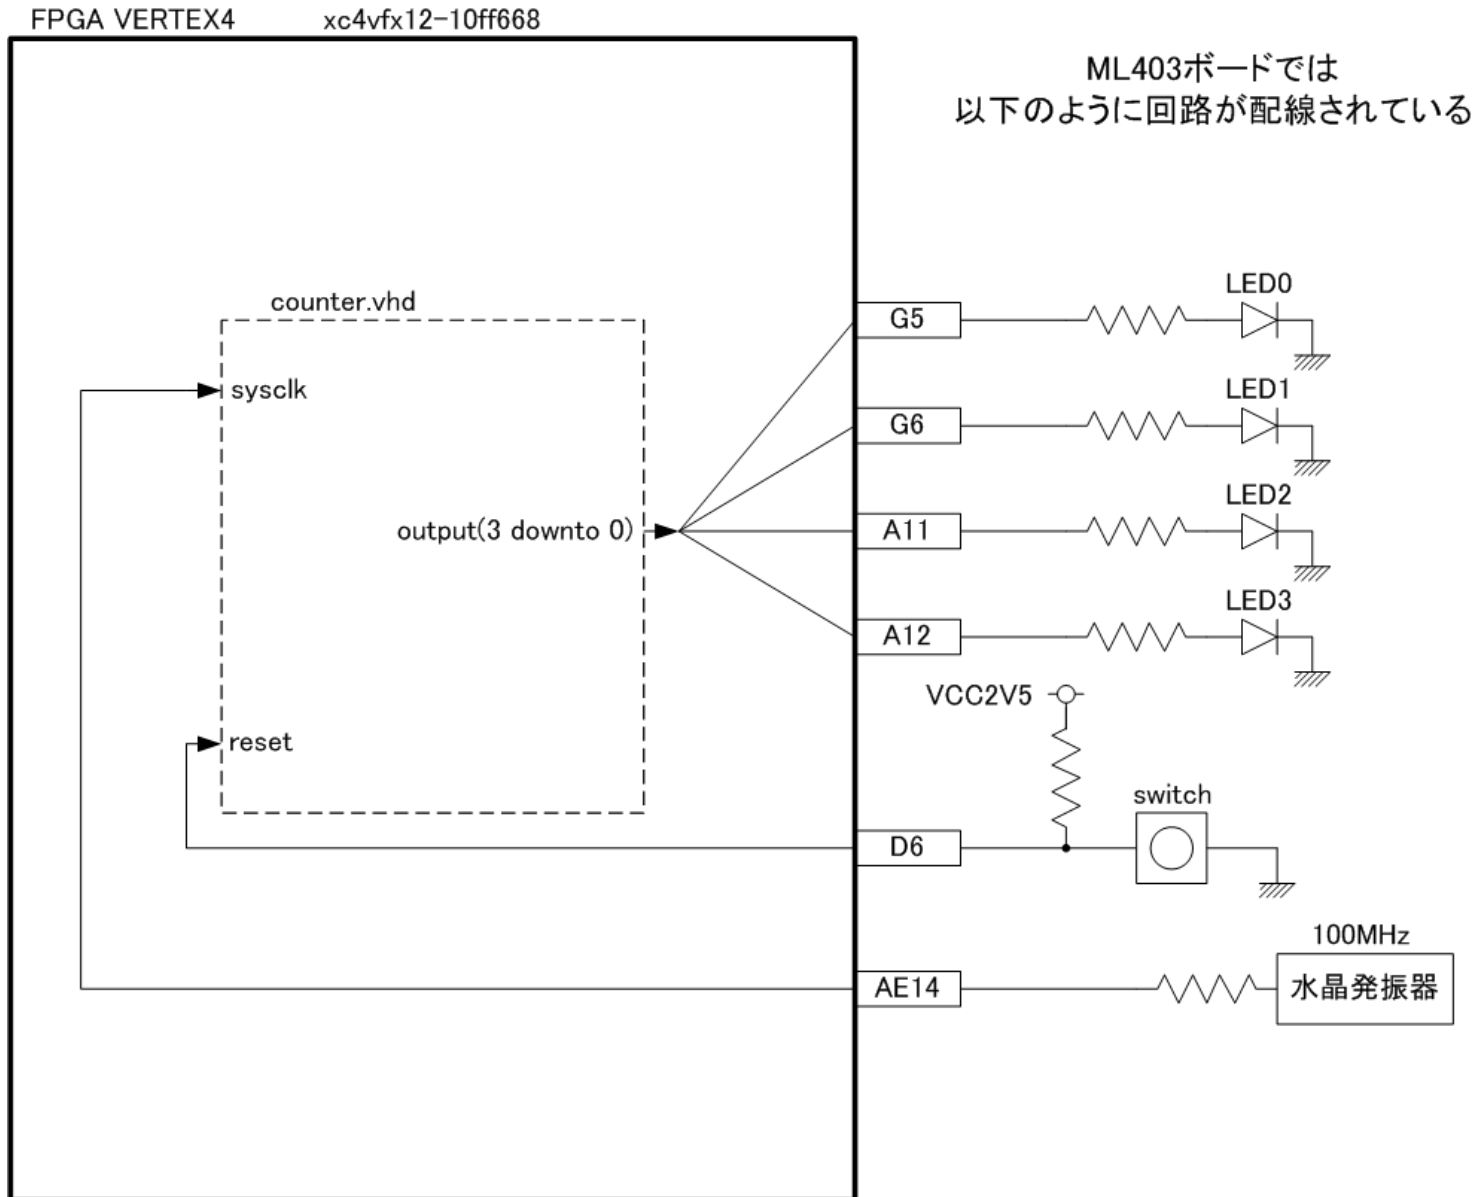 FPGA VERTEX4 xc4vfx12-10ff668
ML403ボードでは
以下のように回路が配線されている
counter.vhd
sysclk
output(3 downto 0)
reset
G5
LED0
G6
LED1
A11
LED2
A12
LED3
VCC2V5
switch
D6
100MHz
AE14
水晶発振器